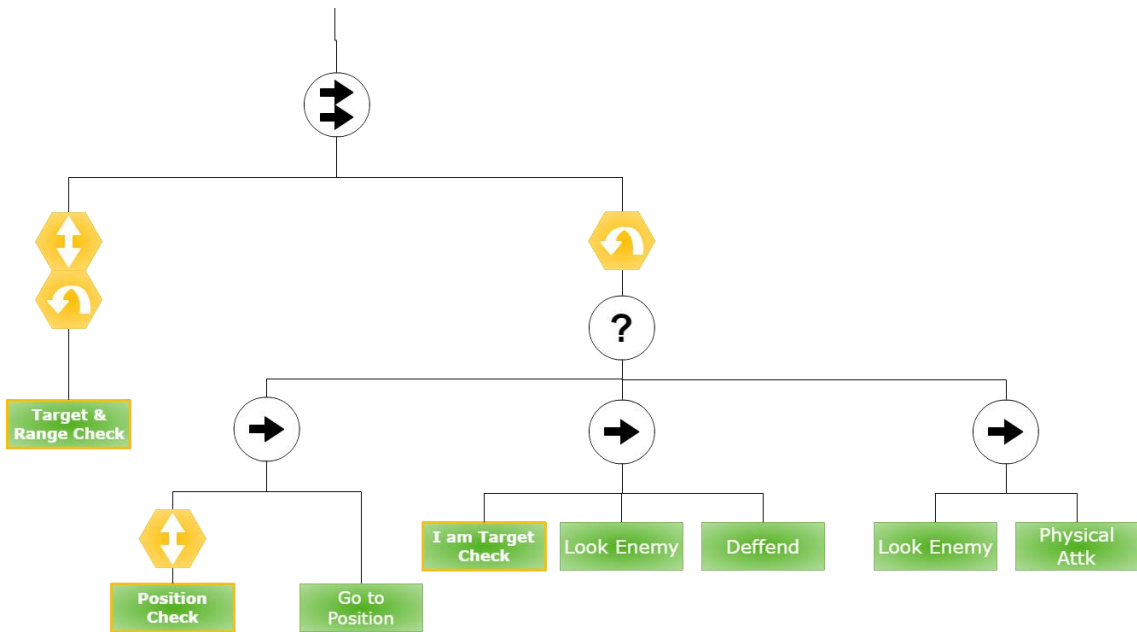 ?
Target &
Range Check
I am Target
Check
Look Enemy
Deffend
Look Enemy
Physical
Attk
Position
Check
Go to
Position